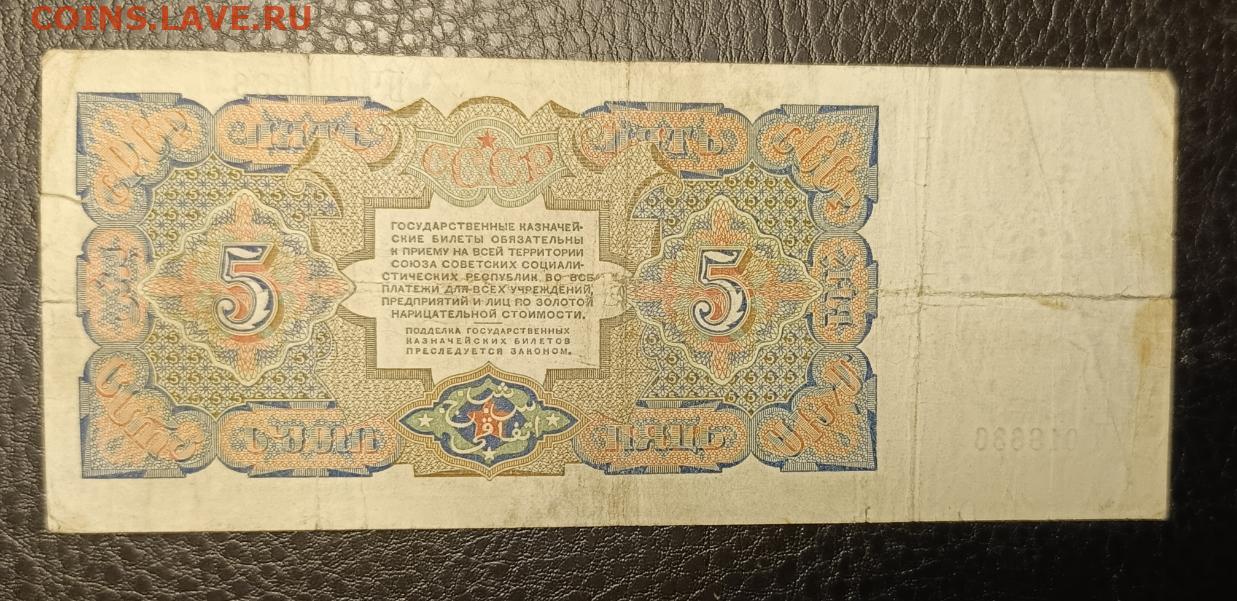 COINS.LAVE.RU
ПЯТЬ
ПЯТЬ
СССР
ГОСУДАРСТВЕННЫЕ КАЗНАЧЕЙ-
СКИЕ БИЛЕТЫ ОБЯЗАТЕЛЬНЫ
К ПРИЕМУ НА ВСЕЙ ТЕРРИТОРИИ
СОЮЗА СОВЕТСКИХ СОЦИАЛИ-
СТИЧЕСКИХ РЕСПУБЛИК ВО ВСЕ
ПЛАТЕЖИ ДЛЯ ВСЕХ УЧРЕЖДЕНИЙ,
ПРЕДПРИЯТИЙ И ЛИЦ ПО ЗОЛОТОЙ
НАРИЦАТЕЛЬНОЙ СТОИМОСТИ.
5
5
ПОДДЕЛКА ГОСУДАРСТВЕННЫХ
КАЗНАЧЕЙСКИХ БИЛЕТОВ
ПРЕСЛЕДУЕТСЯ ЗАКОНОМ.